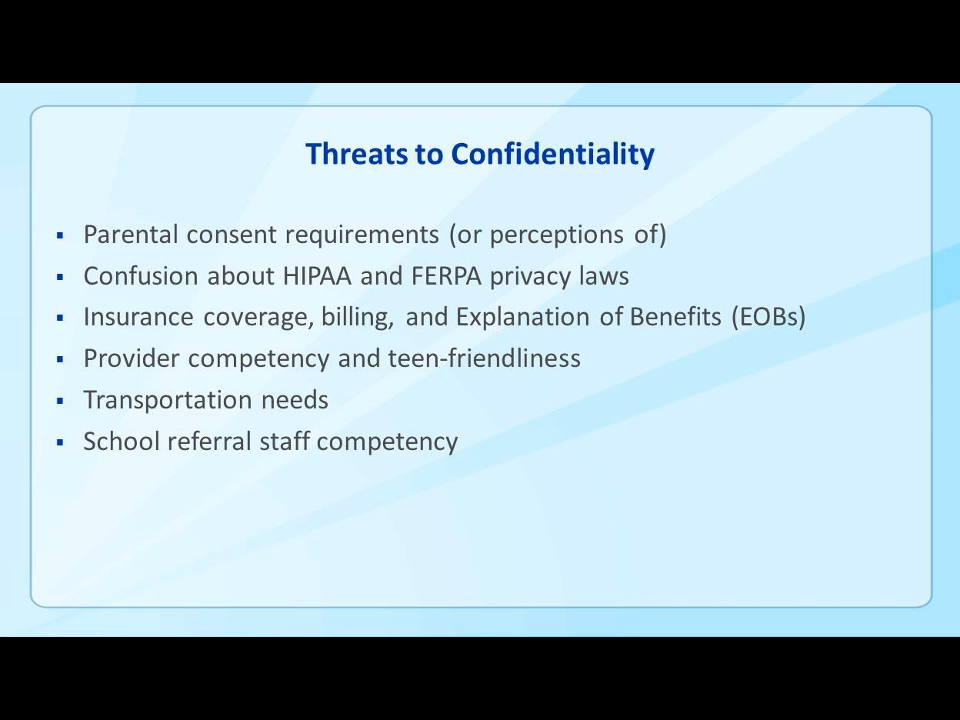 Threats to Confidentiality
▪ Parental consent requirements (or perceptions of)
▪ Confusion about HIPAA and FERPA privacy laws
▪ Insurance coverage, billing, and Explanation of Benefits (EOBs)
▪ Provider competency and teen-friendliness
▪ Transportation needs
▪ School referral staff competency